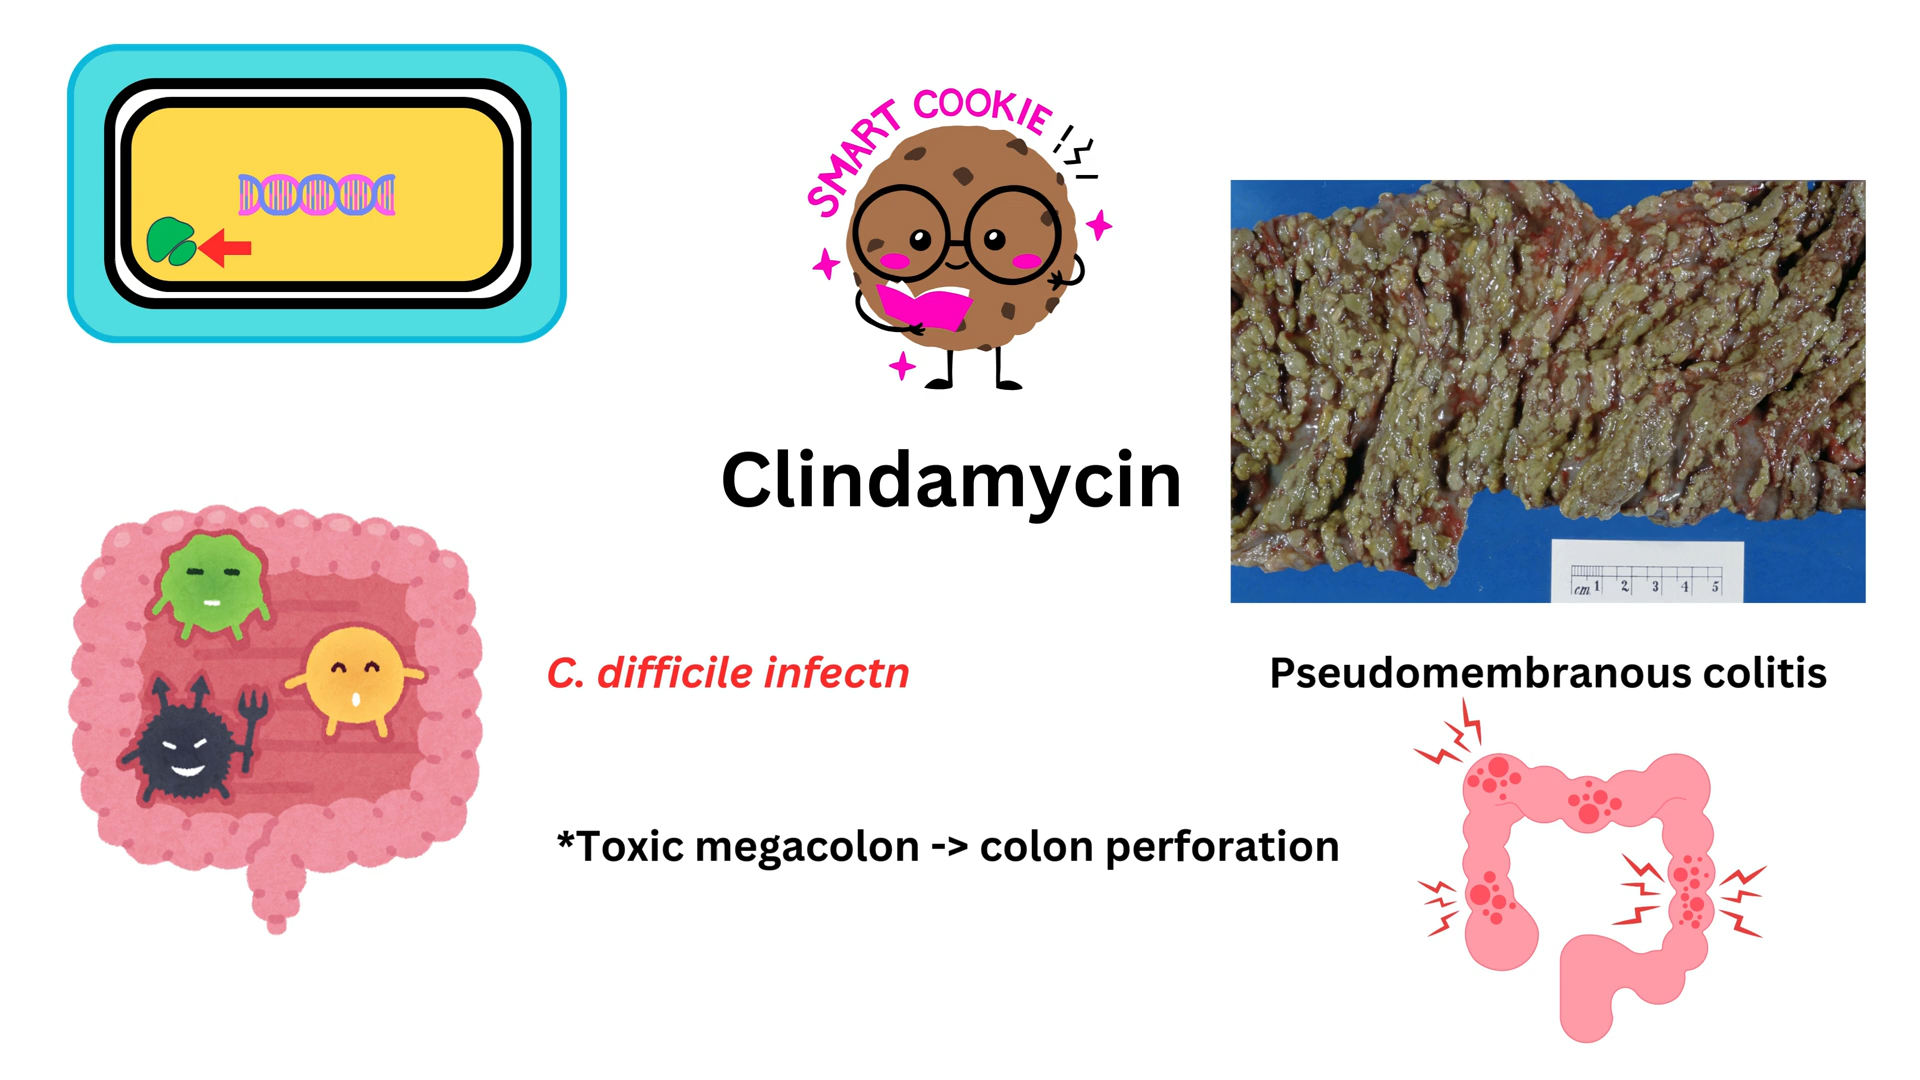 SMART COOKIE
Clindamycin
cm 1 2 3 4 5
C. difficile infectn
Pseudomembranous colitis
*Toxic megacolon -> colon perforation